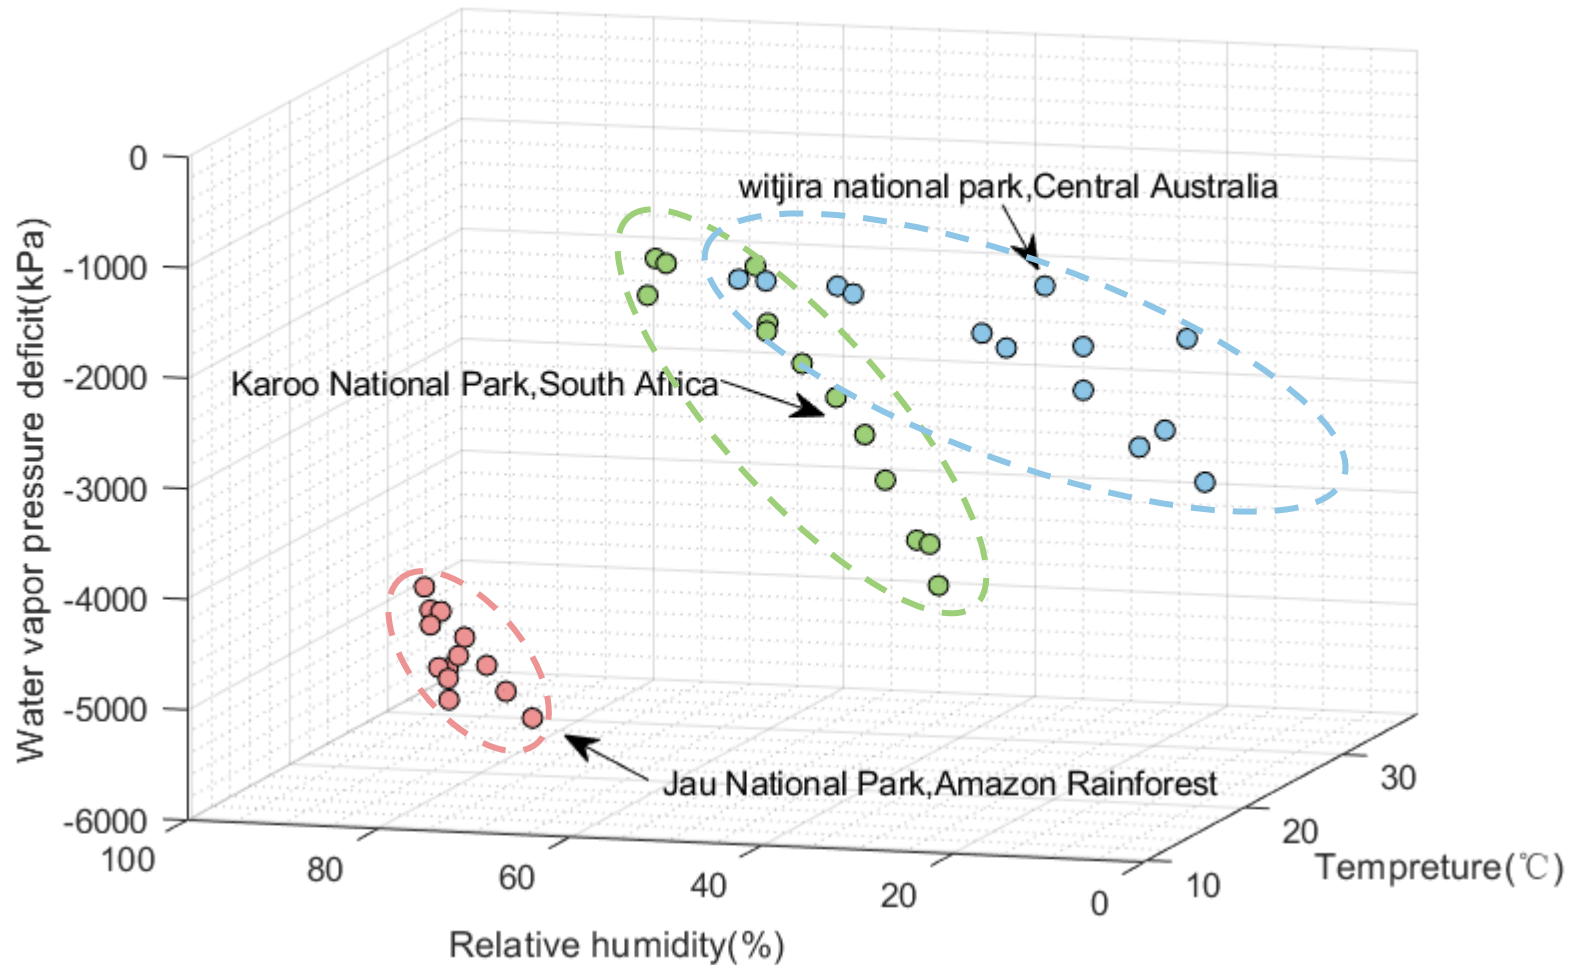 0
-1000
-2000
-3000
-4000
-5000
-6000
Water vapor pressure deficit(kPa)
witjira national park,Central Australia
Karoo National Park,South Africa
Jau National Park,Amazon Rainforest
100
80
60
40
20
0
Relative humidity(%)
10
20
30
Tempreture(℃)